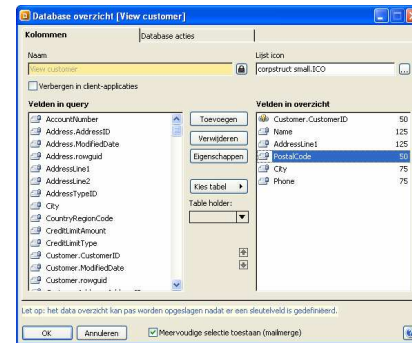 Database overzicht [View customer]
Kolommen
Database acties
Naam
View customer
Lijst icon
corpstruct small.ICO
...
Verbergen in client-applicaties
Velden in query
AccountNumber
Address.AddressID
Address.ModifiedDate
Address.rowguid
AddressLine1
AddressLine2
AddressTypeID
City
CountryRegionCode
CreditLimitAmount
CreditLimitType
Customer.CustomerID
Customer.ModifiedDate
Customer.rowguid
Toevoegen
Verwijderen
Eigenschappen
Kies tabel
Table holder:
Velden in overzicht
Customer.CustomerID 50
Name 125
AddressLine1 125
PostalCode 50
City 75
Phone 75
Let op: het data overzicht kan pas worden opgeslagen nadat er een sleutelveld is gedefinieerd.
OK
Annuleren
Meervoudige selectie toestaan (mailmerge)